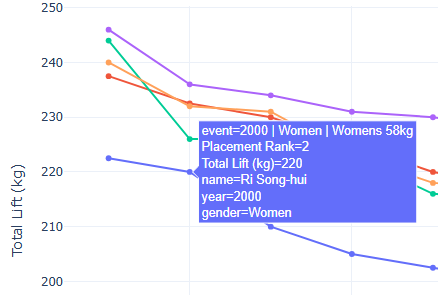 250
240
230
220
210
200
Total Lift (kg)
event=2000 | Women | Womens 58kg
Placement Rank=2
Total Lift (kg)=220
name=Ri Song-hui
year=2000
gender=Women